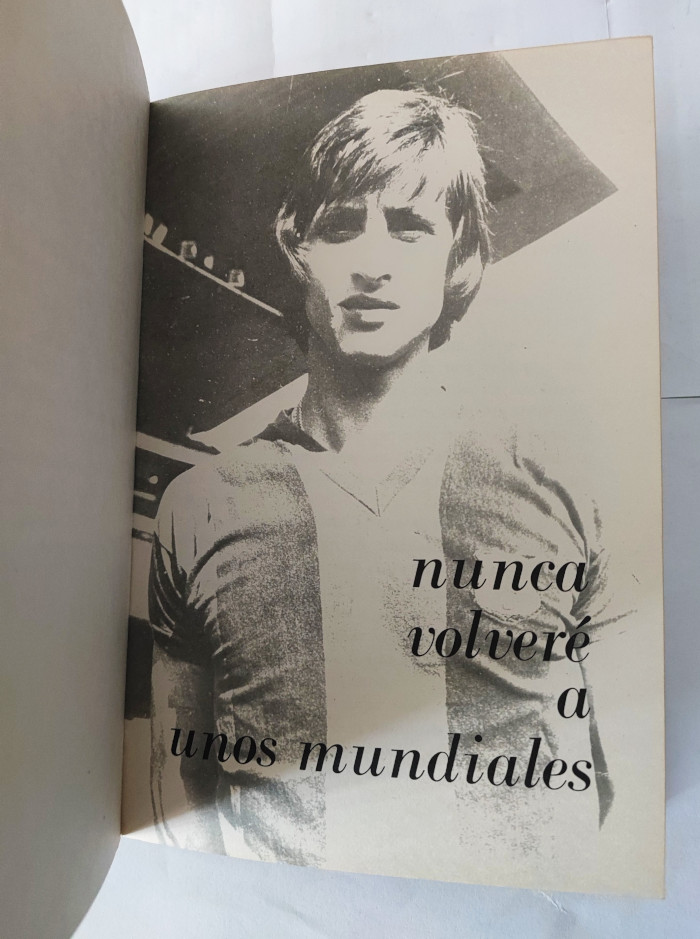 nunca
volveré
a
unos mundiales